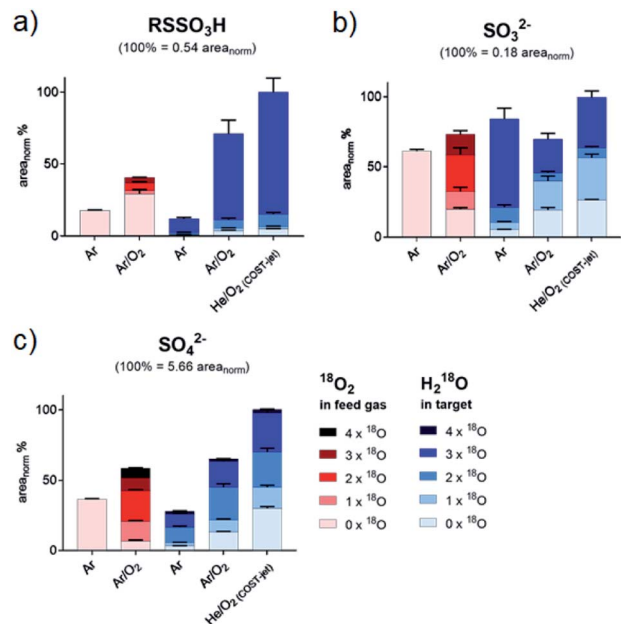 a)
RSSO₃H
(100% = 0.54 areaₙₒᵣₘ)
areaₙₒᵣₘ %
100
50
0
Ar
Ar/O₂
Ar
Ar/O₂
He/O₂ (COST-jet)
b)
SO₃²⁻
(100% = 0.18 areaₙₒᵣₘ)
areaₙₒᵣₘ %
100
50
0
Ar
Ar/O₂
Ar
Ar/O₂
He/O₂ (COST-jet)
c)
SO₄²⁻
(100% = 5.66 areaₙₒᵣₘ)
areaₙₒᵣₘ %
100
50
0
Ar
Ar/O₂
Ar
Ar/O₂
He/O₂ (COST-jet)
¹⁸O₂
in feed gas
4 x ¹⁸O
3 x ¹⁸O
2 x ¹⁸O
1 x ¹⁸O
0 x ¹⁸O
H₂¹⁸O
in target
4 x ¹⁸O
3 x ¹⁸O
2 x ¹⁸O
1 x ¹⁸O
0 x ¹⁸O